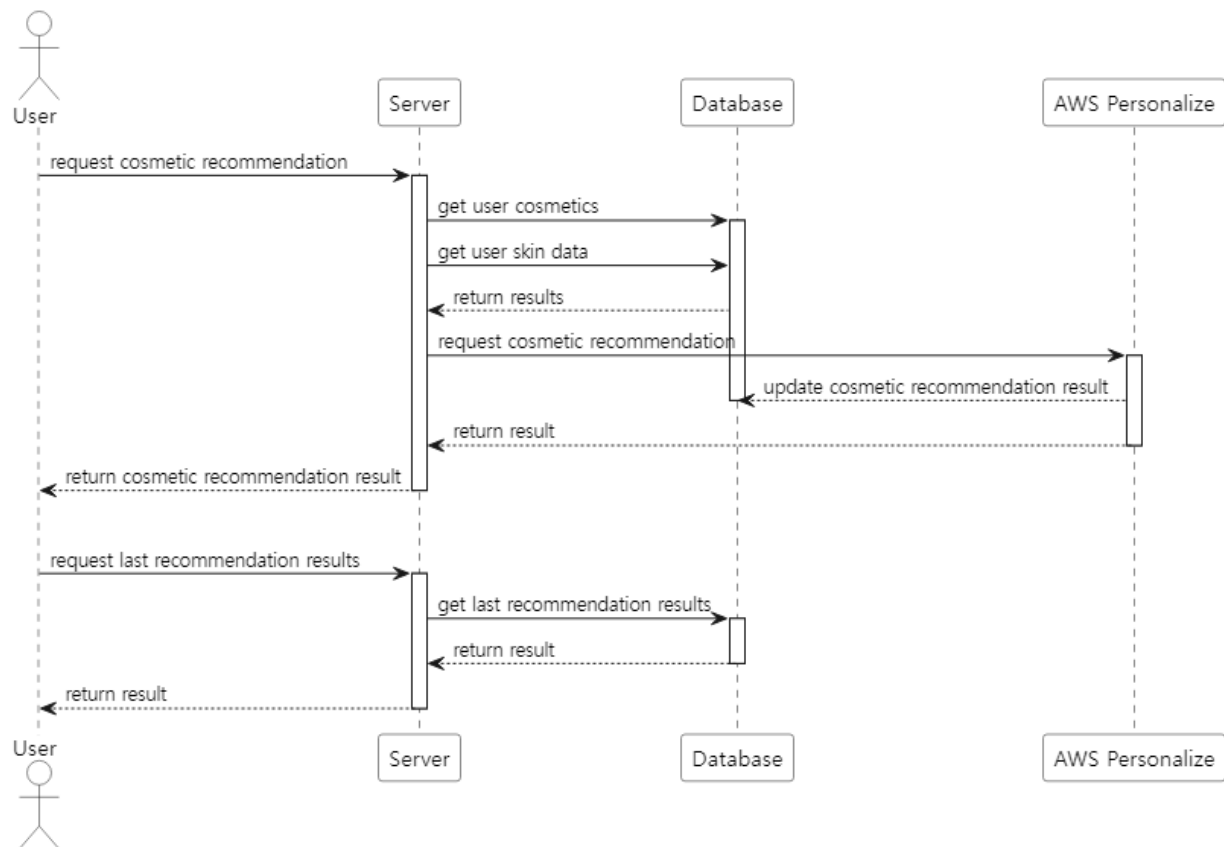 User
Server
Database
AWS Personalize
request cosmetic recommendation
get user cosmetics
get user skin data
return results
request cosmetic recommendation
update cosmetic recommendation result
return result
return cosmetic recommendation result
request last recommendation results
get last recommendation results
return result
return result
User
Server
Database
AWS Personalize